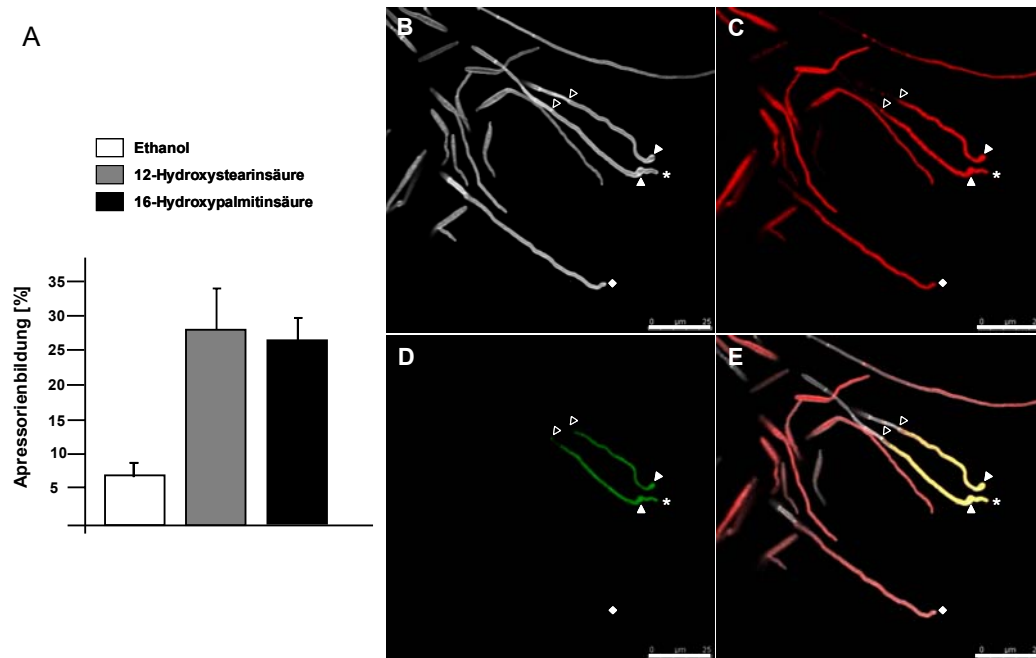 A
Ethanol
12-Hydroxystearinsäure
16-Hydroxypalmitinsäure
Apressorienbildung [%]
35
30
25
20
15
10
5
B
*
0 µm 25
C
*
0 µm 25
D
*
0 µm 25
E
*
0 µm 25